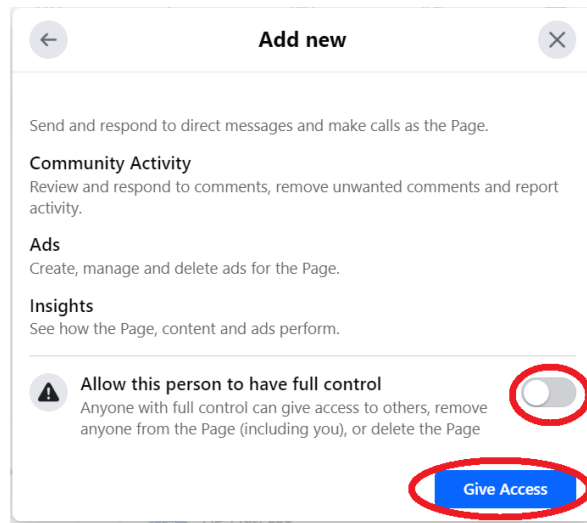 Add new
Send and respond to direct messages and make calls as the Page.
Community Activity
Review and respond to comments, remove unwanted comments and report
activity.
Ads
Create, manage and delete ads for the Page.
Insights
See how the Page, content and ads perform.
Allow this person to have full control
Anyone with full control can give access to others, remove
anyone from the Page (including you), or delete the Page
Give Access